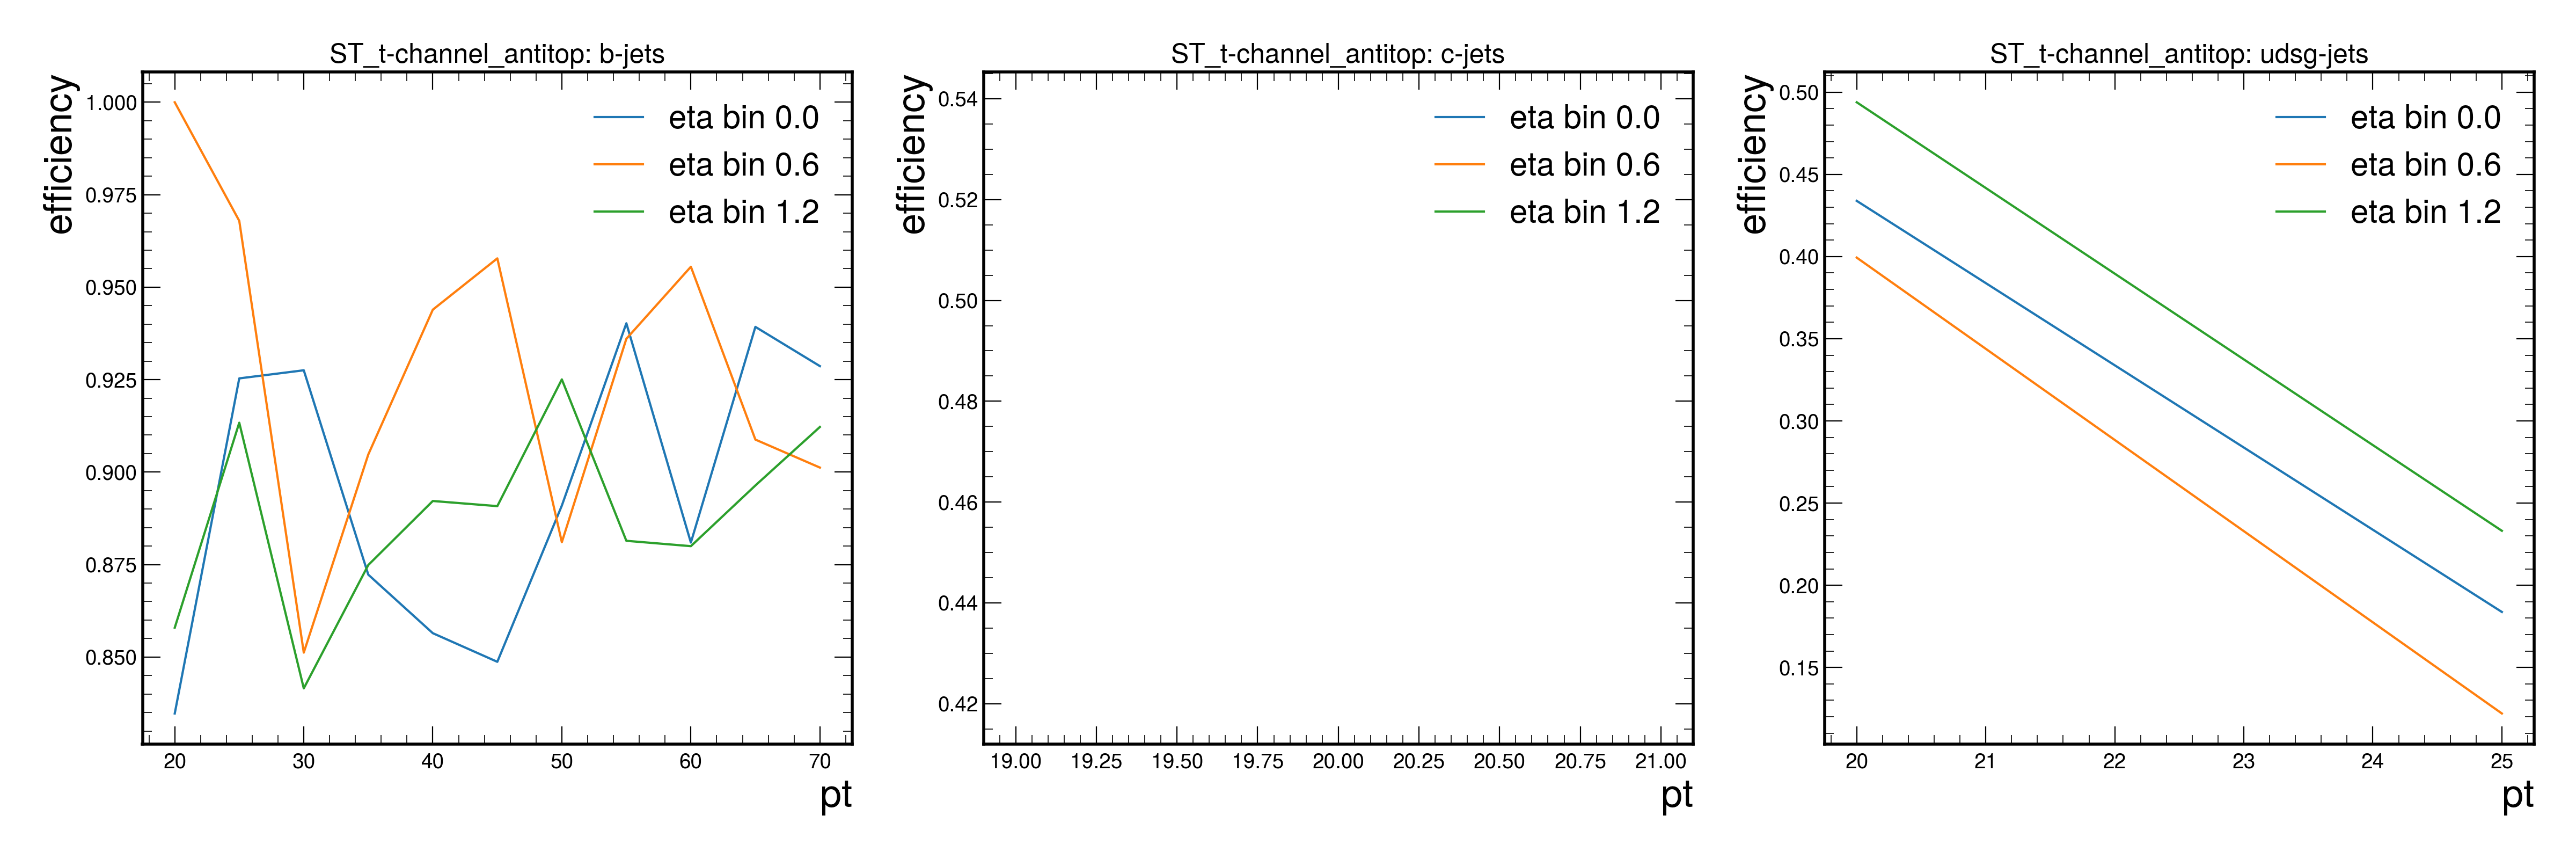 ST_t-channel_antitop: b-jets
efficiency
1.000
0.975
0.950
0.925
0.900
0.875
0.850
eta bin 0.0
eta bin 0.6
eta bin 1.2
20 30 40 50 60 70
pt
ST_t-channel_antitop: c-jets
efficiency
0.54
0.52
0.50
0.48
0.46
0.44
0.42
eta bin 0.0
eta bin 0.6
eta bin 1.2
19.00 19.25 19.50 19.75 20.00 20.25 20.50 20.75 21.00
pt
ST_t-channel_antitop: udsg-jets
efficiency
0.50
0.45
0.40
0.35
0.30
0.25
0.20
0.15
eta bin 0.0
eta bin 0.6
eta bin 1.2
20 21 22 23 24 25
pt